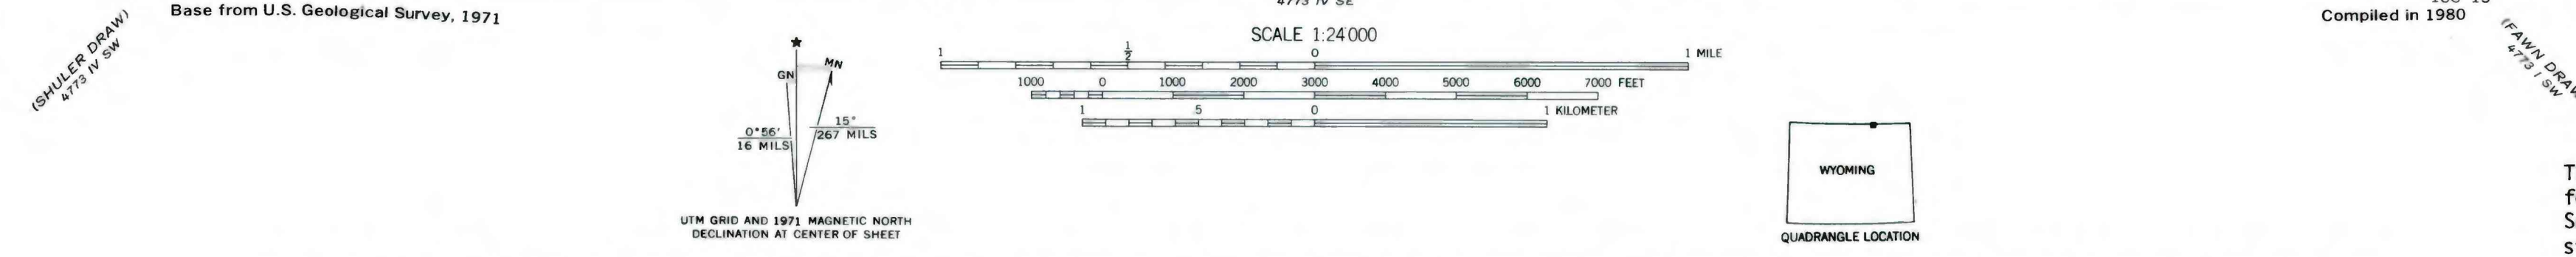 (SHULER DRAW)
4773 IV SW
Base from U.S. Geological Survey, 1971
4773 IV SE
SCALE 1:24 000
1 1/2 0 1 MILE
1000 0 1000 2000 3000 4000 5000 6000 7000 FEET
1 5 0 1 KILOMETER
GN MN
0°56′ 15°
16 MILS 267 MILS
UTM GRID AND 1971 MAGNETIC NORTH
DECLINATION AT CENTER OF SHEET
WYOMING
QUADRANGLE LOCATION
Compiled in 1980
(FAWN DRAW
4773 I SW
T
f
S
s